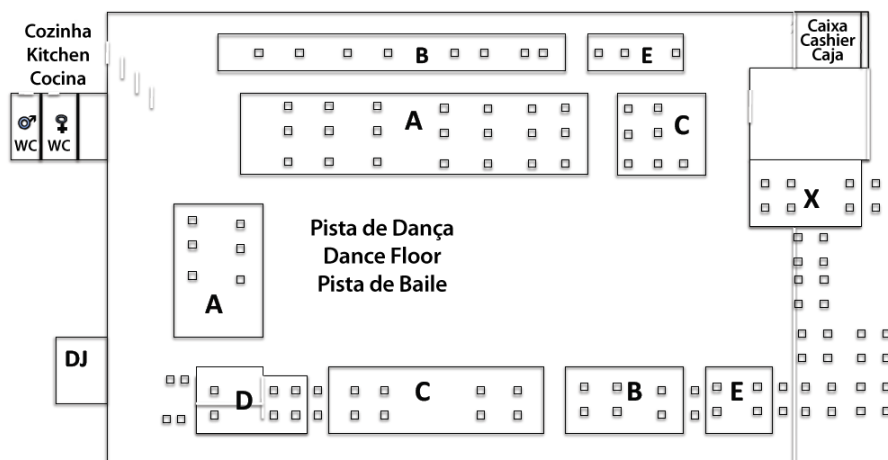 Cozinha
Kitchen
Cocina
Caixa
Cashier
Caja
B
E
A
C
WC
WC
X
Pista de Dança
Dance Floor
Pista de Baile
A
DJ
D
C
B
E